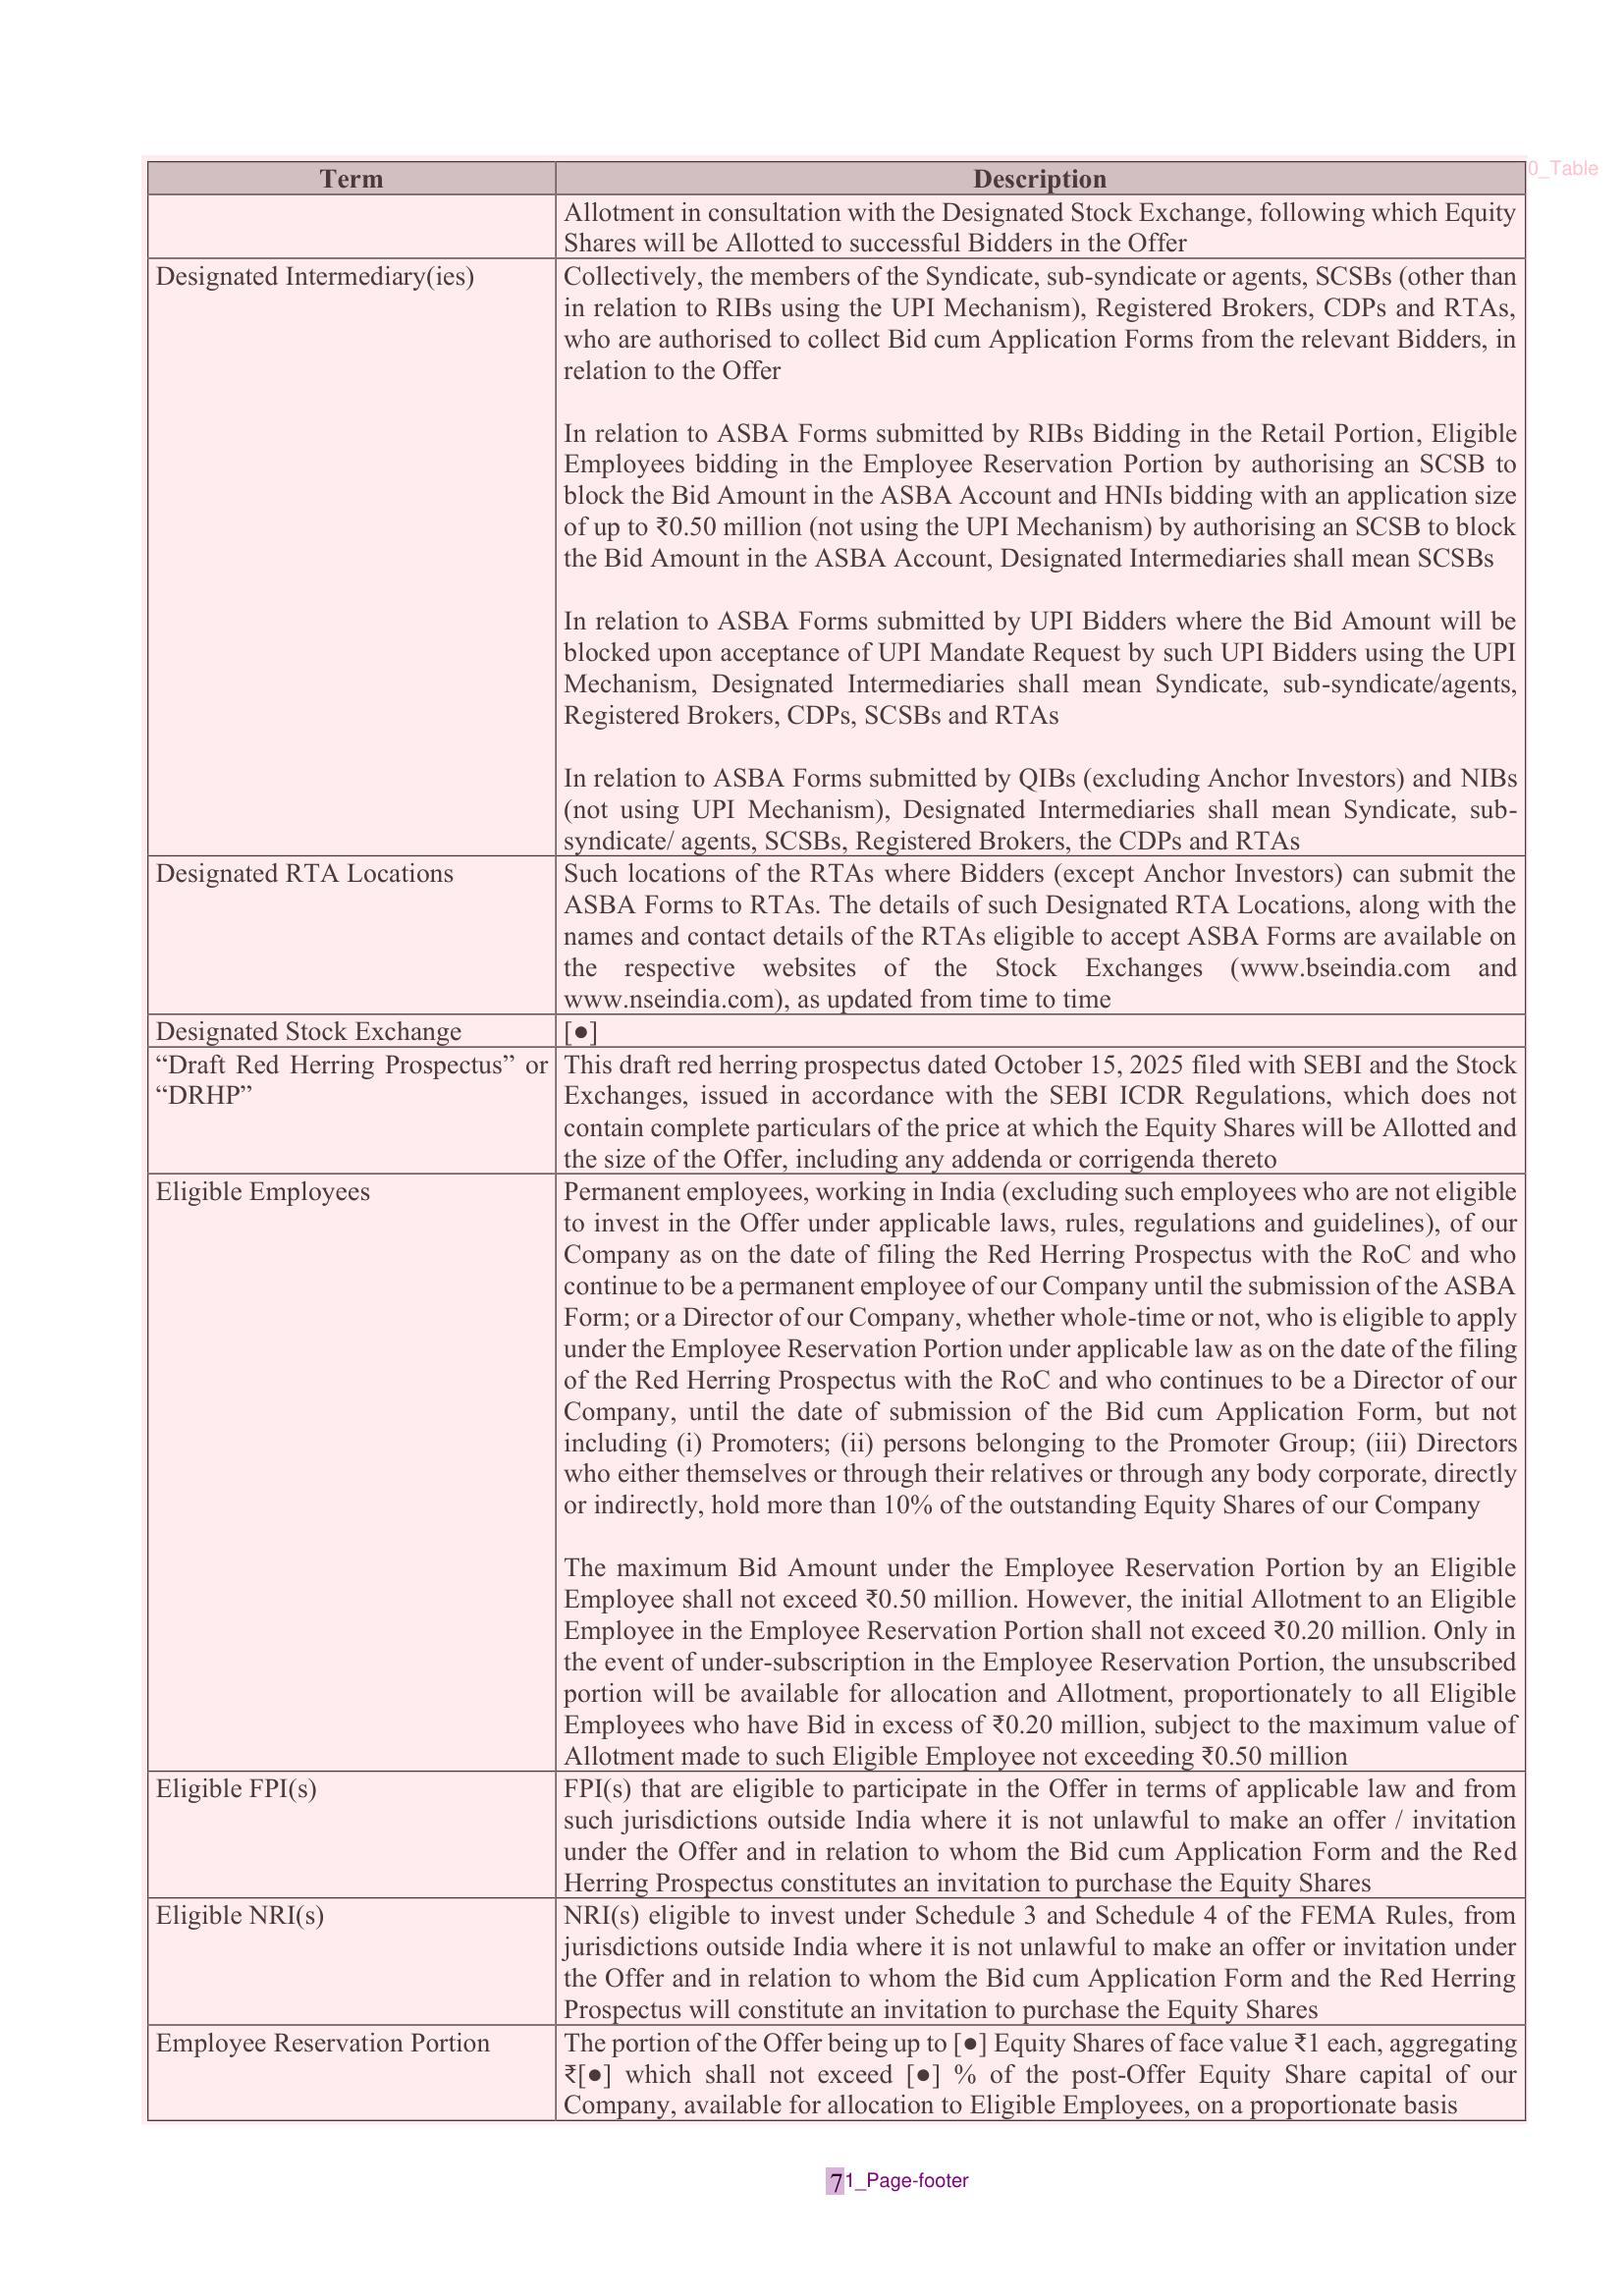 Term Description
0_Table
Allotment in consultation with the Designated Stock Exchange, following which Equity
Shares will be Allotted to successful Bidders in the Offer
Designated Intermediary(ies) Collectively, the members of the Syndicate, sub-syndicate or agents, SCSBs (other than
in relation to RIBs using the UPI Mechanism), Registered Brokers, CDPs and RTAs,
who are authorised to collect Bid cum Application Forms from the relevant Bidders, in
relation to the Offer
In relation to ASBA Forms submitted by RIBs Bidding in the Retail Portion, Eligible
Employees bidding in the Employee Reservation Portion by authorising an SCSB to
block the Bid Amount in the ASBA Account and HNIs bidding with an application size
of up to ₹0.50 million (not using the UPI Mechanism) by authorising an SCSB to block
the Bid Amount in the ASBA Account, Designated Intermediaries shall mean SCSBs
In relation to ASBA Forms submitted by UPI Bidders where the Bid Amount will be
blocked upon acceptance of UPI Mandate Request by such UPI Bidders using the UPI
Mechanism, Designated Intermediaries shall mean Syndicate, sub-syndicate/agents,
Registered Brokers, CDPs, SCSBs and RTAs
In relation to ASBA Forms submitted by QIBs (excluding Anchor Investors) and NIBs
(not using UPI Mechanism), Designated Intermediaries shall mean Syndicate, sub-
syndicate/ agents, SCSBs, Registered Brokers, the CDPs and RTAs
Designated RTA Locations Such locations of the RTAs where Bidders (except Anchor Investors) can submit the
ASBA Forms to RTAs. The details of such Designated RTA Locations, along with the
names and contact details of the RTAs eligible to accept ASBA Forms are available on
the respective websites of the Stock Exchanges (www.bseindia.com and
www.nseindia.com), as updated from time to time
Designated Stock Exchange [●]
“Draft Red Herring Prospectus” or This draft red herring prospectus dated October 15, 2025 filed with SEBI and the Stock
“DRHP” Exchanges, issued in accordance with the SEBI ICDR Regulations, which does not
contain complete particulars of the price at which the Equity Shares will be Allotted and
the size of the Offer, including any addenda or corrigenda thereto
Eligible Employees Permanent employees, working in India (excluding such employees who are not eligible
to invest in the Offer under applicable laws, rules, regulations and guidelines), of our
Company as on the date of filing the Red Herring Prospectus with the RoC and who
continue to be a permanent employee of our Company until the submission of the ASBA
Form; or a Director of our Company, whether whole-time or not, who is eligible to apply
under the Employee Reservation Portion under applicable law as on the date of the filing
of the Red Herring Prospectus with the RoC and who continues to be a Director of our
Company, until the date of submission of the Bid cum Application Form, but not
including (i) Promoters; (ii) persons belonging to the Promoter Group; (iii) Directors
who either themselves or through their relatives or through any body corporate, directly
or indirectly, hold more than 10% of the outstanding Equity Shares of our Company
The maximum Bid Amount under the Employee Reservation Portion by an Eligible
Employee shall not exceed ₹0.50 million. However, the initial Allotment to an Eligible
Employee in the Employee Reservation Portion shall not exceed ₹0.20 million. Only in
the event of under-subscription in the Employee Reservation Portion, the unsubscribed
portion will be available for allocation and Allotment, proportionately to all Eligible
Employees who have Bid in excess of ₹0.20 million, subject to the maximum value of
Allotment made to such Eligible Employee not exceeding ₹0.50 million
Eligible FPI(s) FPI(s) that are eligible to participate in the Offer in terms of applicable law and from
such jurisdictions outside India where it is not unlawful to make an offer / invitation
under the Offer and in relation to whom the Bid cum Application Form and the Red
Herring Prospectus constitutes an invitation to purchase the Equity Shares
Eligible NRI(s) NRI(s) eligible to invest under Schedule 3 and Schedule 4 of the FEMA Rules, from
jurisdictions outside India where it is not unlawful to make an offer or invitation under
the Offer and in relation to whom the Bid cum Application Form and the Red Herring
Prospectus will constitute an invitation to purchase the Equity Shares
Employee Reservation Portion The portion of the Offer being up to [●] Equity Shares of face value ₹1 each, aggregating
₹[●] which shall not exceed [●] % of the post-Offer Equity Share capital of our
Company, available for allocation to Eligible Employees, on a proportionate basis
7 1_Page-footer